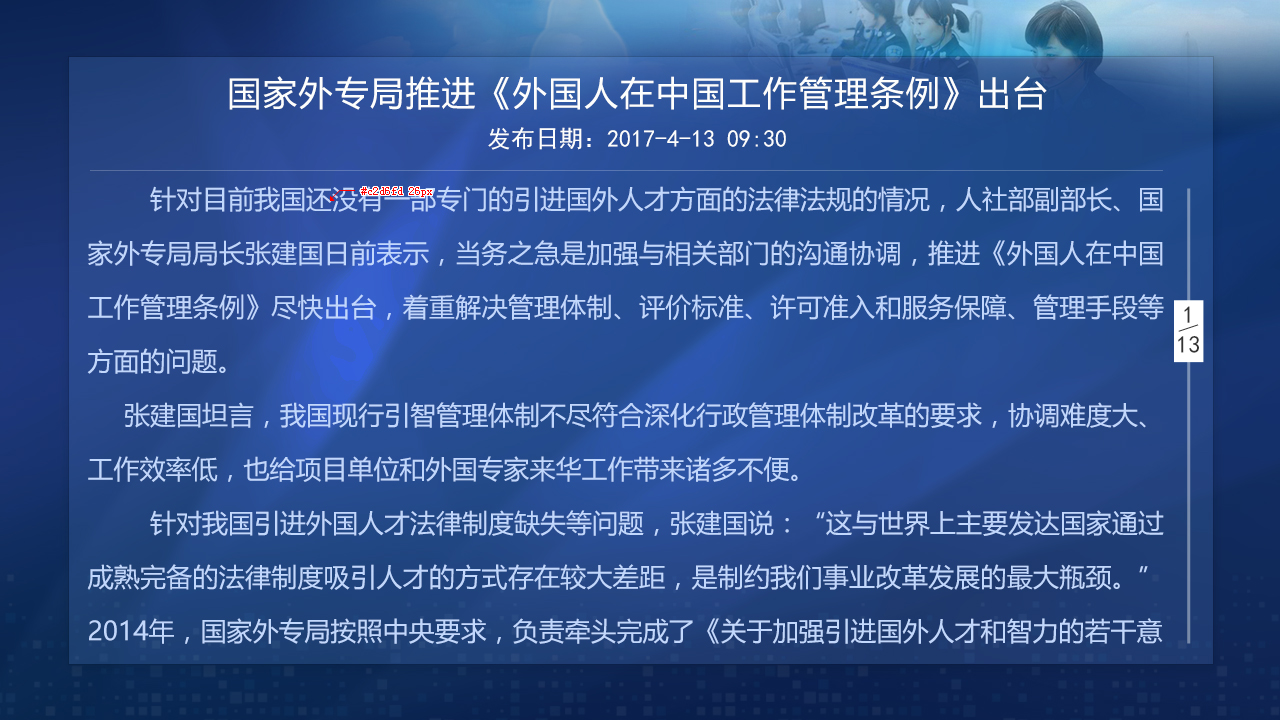 国家外专局推进《外国人在中国工作管理条例》出台
发布日期：2017-4-13 09:30
#c2d6fd 26px
针对目前我国还没有一部专门的引进国外人才方面的法律法规的情况，人社部副部长、国
家外专局局长张建国日前表示，当务之急是加强与相关部门的沟通协调，推进《外国人在中国
工作管理条例》尽快出台，着重解决管理体制、评价标准、许可准入和服务保障、管理手段等
方面的问题。
张建国坦言，我国现行引智管理体制不尽符合深化行政管理体制改革的要求，协调难度大、
工作效率低，也给项目单位和外国专家来华工作带来诸多不便。
针对我国引进外国人才法律制度缺失等问题，张建国说：“这与世界上主要发达国家通过
成熟完备的法律制度吸引人才的方式存在较大差距，是制约我们事业改革发展的最大瓶颈。”
2014年，国家外专局按照中央要求，负责牵头完成了《关于加强引进国外人才和智力的若干意
1
13